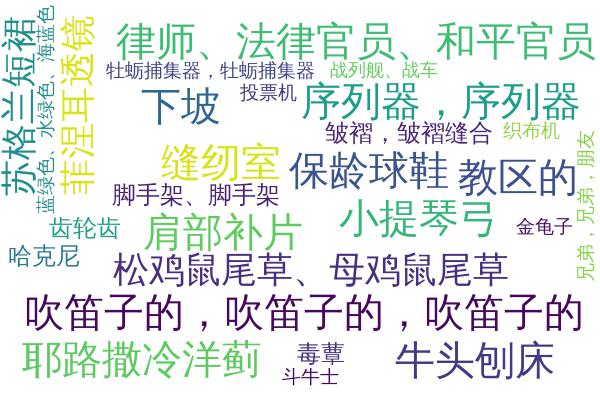 律师、法律官员、和平官员
牡蛎捕集器，牡蛎捕集器
战列舰、战车
投票机
下坡
序列器，序列器
苏格兰短裙
蓝绿色、水绿色、海蓝色
菲涅耳透镜
皱褶，皱褶缝合
织布机
缝纫室
保龄球鞋
教区的
脚手架、脚手架
兄弟，兄弟，朋友
小提琴弓
金龟子
齿轮齿
肩部补片
哈克尼
松鸡鼠尾草、母鸡鼠尾草
吹笛子的，吹笛子的，吹笛子的
耶路撒冷洋蓟
毒蕈
牛头刨床
斗牛士